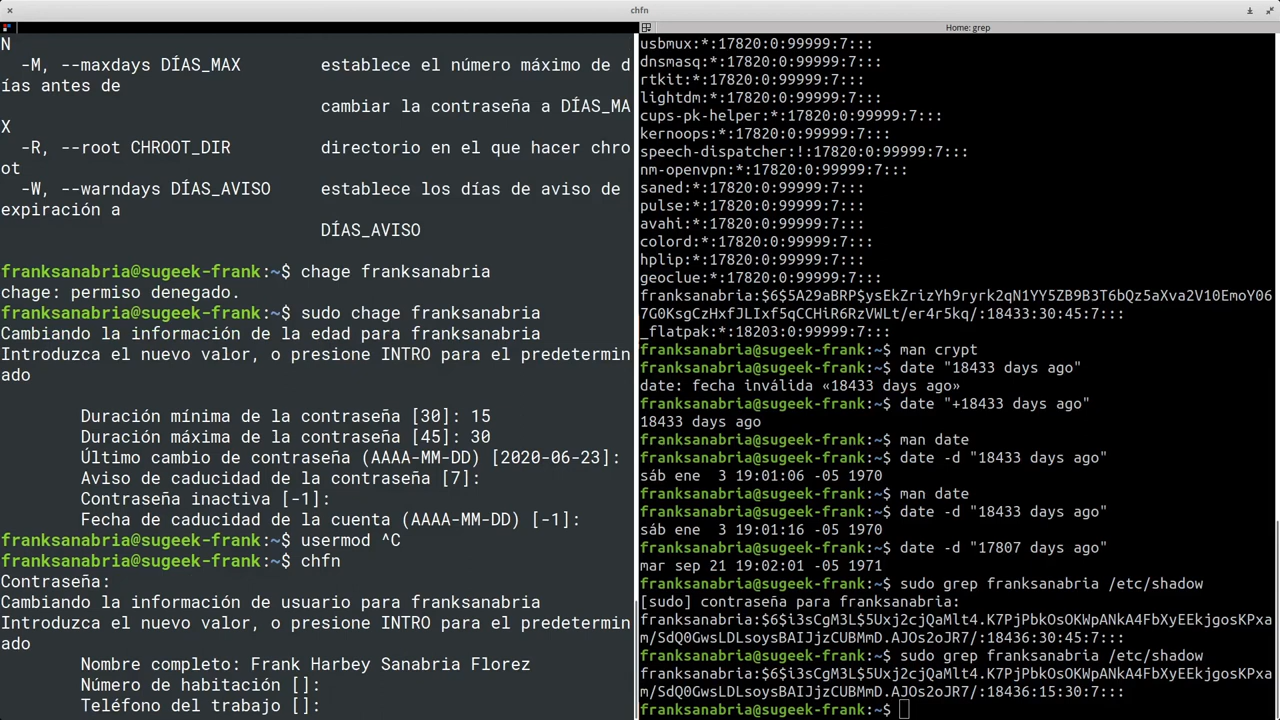 chfn
N
-M, --maxdays DÍAS_MAX establece el número máximo de d
ías antes de
cambiar la contraseña a DÍAS_MA
X
-R, --root CHROOT_DIR directorio en el que hacer chro
ot
-W, --warndays DÍAS_AVISO establece los días de aviso de
expiración a
DÍAS_AVISO
franksanabria@sugeek-frank:~$ chage franksanabria
chage: permiso denegado.
franksanabria@sugeek-frank:~$ sudo chage franksanabria
Cambiando la información de la edad para franksanabria
Introduzca el nuevo valor, o presione INTRO para el predetermin
ado
Duración mínima de la contraseña [30]: 15
Duración máxima de la contraseña [45]: 30
Último cambio de contraseña (AAAA-MM-DD) [2020-06-23]:
Aviso de caducidad de la contraseña [7]:
Contraseña inactiva [-1]:
Fecha de caducidad de la cuenta (AAAA-MM-DD) [-1]:
franksanabria@sugeek-frank:~$ usermod ^C
franksanabria@sugeek-frank:~$ chfn
Contraseña:
Cambiando la información de usuario para franksanabria
Introduzca el nuevo valor, o presione INTRO para el predetermin
ado
Nombre completo: Frank Harbey Sanabria Florez
Número de habitación []:
Teléfono del trabajo []:
Home: grep
usbmux:*:17820:0:99999:7:::
dnsmasq:*:17820:0:99999:7:::
rtkit:*:17820:0:99999:7:::
lightdm:*:17820:0:99999:7:::
cups-pk-helper:*:17820:0:99999:7:::
kernoops:*:17820:0:99999:7:::
speech-dispatcher:!:17820:0:99999:7:::
nm-openvpn:*:17820:0:99999:7:::
saned:*:17820:0:99999:7:::
pulse:*:17820:0:99999:7:::
avahi:*:17820:0:99999:7:::
colord:*:17820:0:99999:7:::
hplip:*:17820:0:99999:7:::
geoclue:*:17820:0:99999:7:::
franksanabria:$6$5A29aBRP$ysEkZrizYh9ryrk2qN1YY5ZB9B3T6bQz5aXva2V10EmoY06
7G0KsgCzHxfJLIxf5qCCHiR6RzVWLt/er4r5kq/:18433:30:45:7:::
_flatpak:*:18203:0:99999:7:::
franksanabria@sugeek-frank:~$ man crypt
franksanabria@sugeek-frank:~$ date "18433 days ago"
date: fecha inválida «18433 days ago»
franksanabria@sugeek-frank:~$ date "+18433 days ago"
18433 days ago
franksanabria@sugeek-frank:~$ man date
franksanabria@sugeek-frank:~$ date -d "18433 days ago"
sáb ene  3 19:01:06 -05 1970
franksanabria@sugeek-frank:~$ man date
franksanabria@sugeek-frank:~$ date -d "18433 days ago"
sáb ene  3 19:01:16 -05 1970
franksanabria@sugeek-frank:~$ date -d "17807 days ago"
mar sep 21 19:02:01 -05 1971
franksanabria@sugeek-frank:~$ sudo grep franksanabria /etc/shadow
[sudo] contraseña para franksanabria:
franksanabria:$6$i3sCgM3L$5Uxj2cjQaMlt4.K7PjPbkOsOKWpANkA4FbXyEEkjgosKPxa
m/SdQ0GwsLDLsoysBAIJjzCUBMmD.AJOs2oJR7/:18436:30:45:7:::
franksanabria@sugeek-frank:~$ sudo grep franksanabria /etc/shadow
franksanabria:$6$i3sCgM3L$5Uxj2cjQaMlt4.K7PjPbkOsOKWpANkA4FbXyEEkjgosKPxa
m/SdQ0GwsLDLsoysBAIJjzCUBMmD.AJOs2oJR7/:18436:15:30:7:::
franksanabria@sugeek-frank:~$